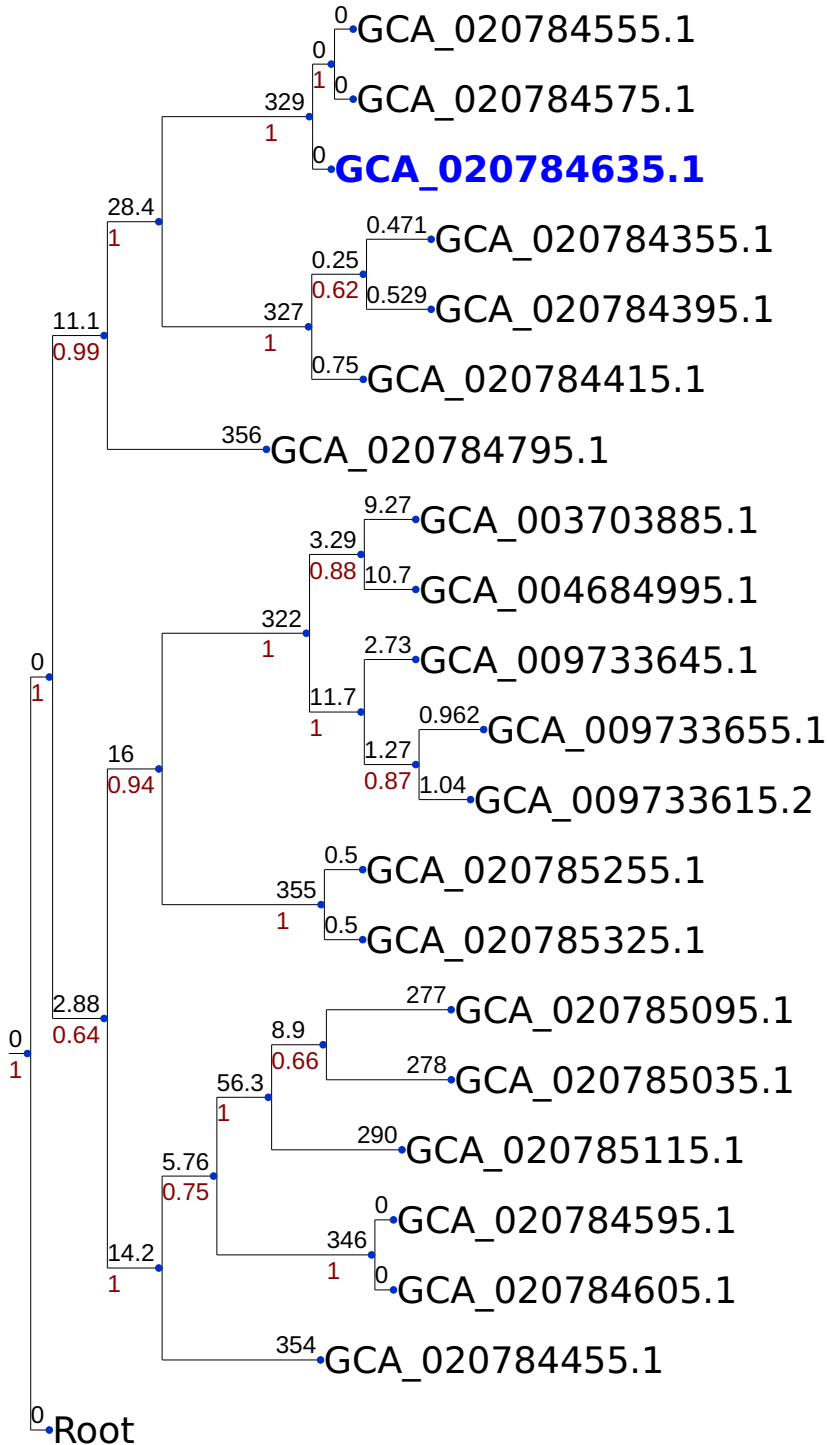 0
GCA_020784555.1
0
1
0
GCA_020784575.1
329
1
0
GCA_020784635.1
28.4
1
0.471
GCA_020784355.1
0.25
0.62
0.529
GCA_020784395.1
327
1
0.75
GCA_020784415.1
11.1
0.99
356
GCA_020784795.1
9.27
GCA_003703885.1
3.29
0.88
10.7
GCA_004684995.1
322
1
2.73
GCA_009733645.1
0
1
11.7
1
0.962
GCA_009733655.1
1.27
0.87
16
0.94
1.04
GCA_009733615.2
0.5
GCA_020785255.1
355
1
0.5
GCA_020785325.1
277
GCA_020785095.1
2.88
0.64
8.9
0.66
0
1
278
GCA_020785035.1
56.3
1
290
GCA_020785115.1
5.76
0.75
0
GCA_020784595.1
346
1
14.2
1
0
GCA_020784605.1
354
GCA_020784455.1
0
Root